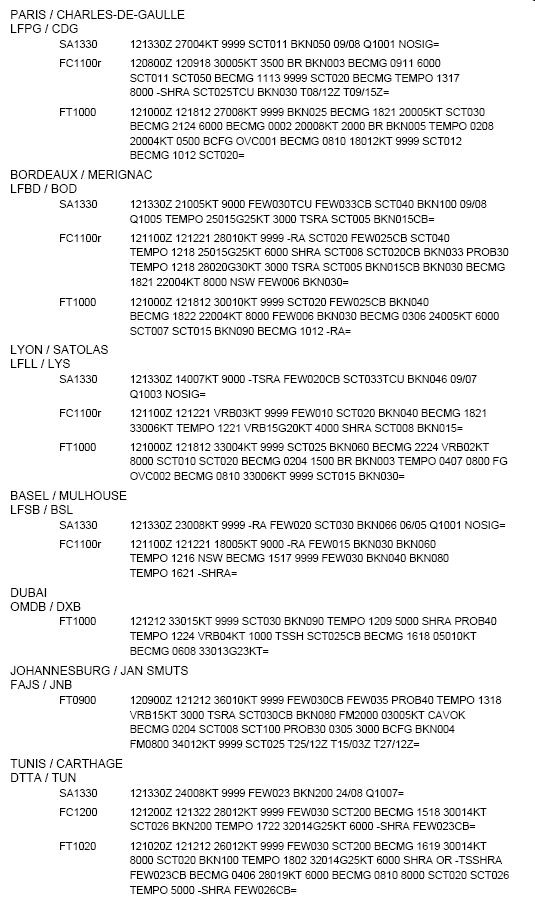 PARIS / CHARLES-DE-GAULLE
LFPG / CDG
SA1330 121330Z 27004KT 9999 SCT011 BKN050 09/08 Q1001 NOSIG=
FC1100r 120800Z 120918 30005KT 3500 BR BKN003 BECMG 0911 6000
SCT011 SCT050 BECMG 1113 9999 SCT020 BECMG TEMPO 1317
8000 -SHRA SCT025TCU BKN030 T08/12Z T09/15Z=
FT1000 121000Z 121812 27008KT 9999 BKN025 BECMG 1821 20005KT SCT030
BECMG 2124 6000 BECMG 0002 20008KT 2000 BR BKN005 TEMPO 0208
20004KT 0500 BCFG OVC001 BECMG 0810 18012KT 9999 SCT012
BECMG 1012 SCT020=
BORDEAUX / MERIGNAC
LFBD / BOD
SA1330 121330Z 21005KT 9000 FEW030TCU FEW033CB SCT040 BKN100 09/08
Q1005 TEMPO 25015G25KT 3000 TSRA SCT005 BKN015CB=
FC1100r 121100Z 121221 28010KT 9999 -RA SCT020 FEW025CB SCT040
TEMPO 1218 25015G25KT 6000 SHRA SCT008 SCT020CB BKN033 PROB30
TEMPO 1218 28020G30KT 3000 TSRA SCT005 BKN015CB BKN030 BECMG
1821 22004KT 8000 NSW FEW006 BKN030=
FT1000 121000Z 121812 30010KT 9999 SCT020 FEW025CB BKN040
BECMG 1822 22004KT 8000 FEW006 BKN030 BECMG 0306 24005KT 6000
SCT007 SCT015 BKN090 BECMG 1012 -RA=
LYON / SATOLAS
LFLL / LYS
SA1330 121330Z 14007KT 9000 -TSRA FEW020CB SCT033TCU BKN046 09/07
Q1003 NOSIG=
FC1100r 121100Z 121221 VRB03KT 9999 FEW010 SCT020 BKN040 BECMG 1821
33006KT TEMPO 1221 VRB15G20KT 4000 SHRA SCT008 BKN015=
FT1000 121000Z 121812 33004KT 9999 SCT025 BKN060 BECMG 2224 VRB02KT
8000 SCT010 SCT020 BECMG 0204 1500 BR BKN003 TEMPO 0407 0800 FG
OVC002 BECMG 0810 33006KT 9999 SCT015 BKN030=
BASEL / MULHOUSE
LFSB / BSL
SA1330 121330Z 23008KT 9999 -RA FEW020 SCT030 BKN066 06/05 Q1001 NOSIG=
FC1100r 121100Z 121221 18005KT 9000 -RA FEW015 BKN030 BKN060
TEMPO 1216 NSW BECMG 1517 9999 FEW030 BKN040 BKN080
TEMPO 1621 -SHRA=
DUBAI
OMDB / DXB
FT1000 121212 33015KT 9999 SCT030 BKN090 TEMPO 1209 5000 SHRA PROB40
TEMPO 1224 VRB04KT 1000 TSSH SCT025CB BECMG 1618 05010KT
BECMG 0608 33013G23KT=
JOHANNESBURG / JAN SMUTS
FAJS / JNB
FT0900 120900Z 121212 36010KT 9999 FEW030CB FEW035 PROB40 TEMPO 1318
VRB15KT 3000 TSRA SCT030CB BKN080 FM2000 03005KT CAVOK
BECMG 0204 SCT008 SCT100 PROB30 0305 3000 BCFG BKN004
FM0800 34012KT 9999 SCT025 T25/12Z T15/03Z T27/12Z=
TUNIS / CARTHAGE
DTTA / TUN
SA1330 121330Z 24008KT 9999 FEW023 BKN200 24/08 Q1007=
FC1200 121200Z 121322 28012KT 9999 FEW030 SCT200 BECMG 1518 30014KT
SCT026 BKN200 TEMPO 1722 32014G25KT 6000 -SHRA FEW023CB=
FT1020 121020Z 121212 26012KT 9999 FEW030 SCT200 BECMG 1619 30014KT
8000 SCT020 BKN100 TEMPO 1802 32014G25KT 6000 SHRA OR -TSSHRA
FEW023CB BECMG 0406 28019KT 6000 BECMG 0810 8000 SCT020 SCT026
TEMPO 5000 -SHRA FEW026CB=